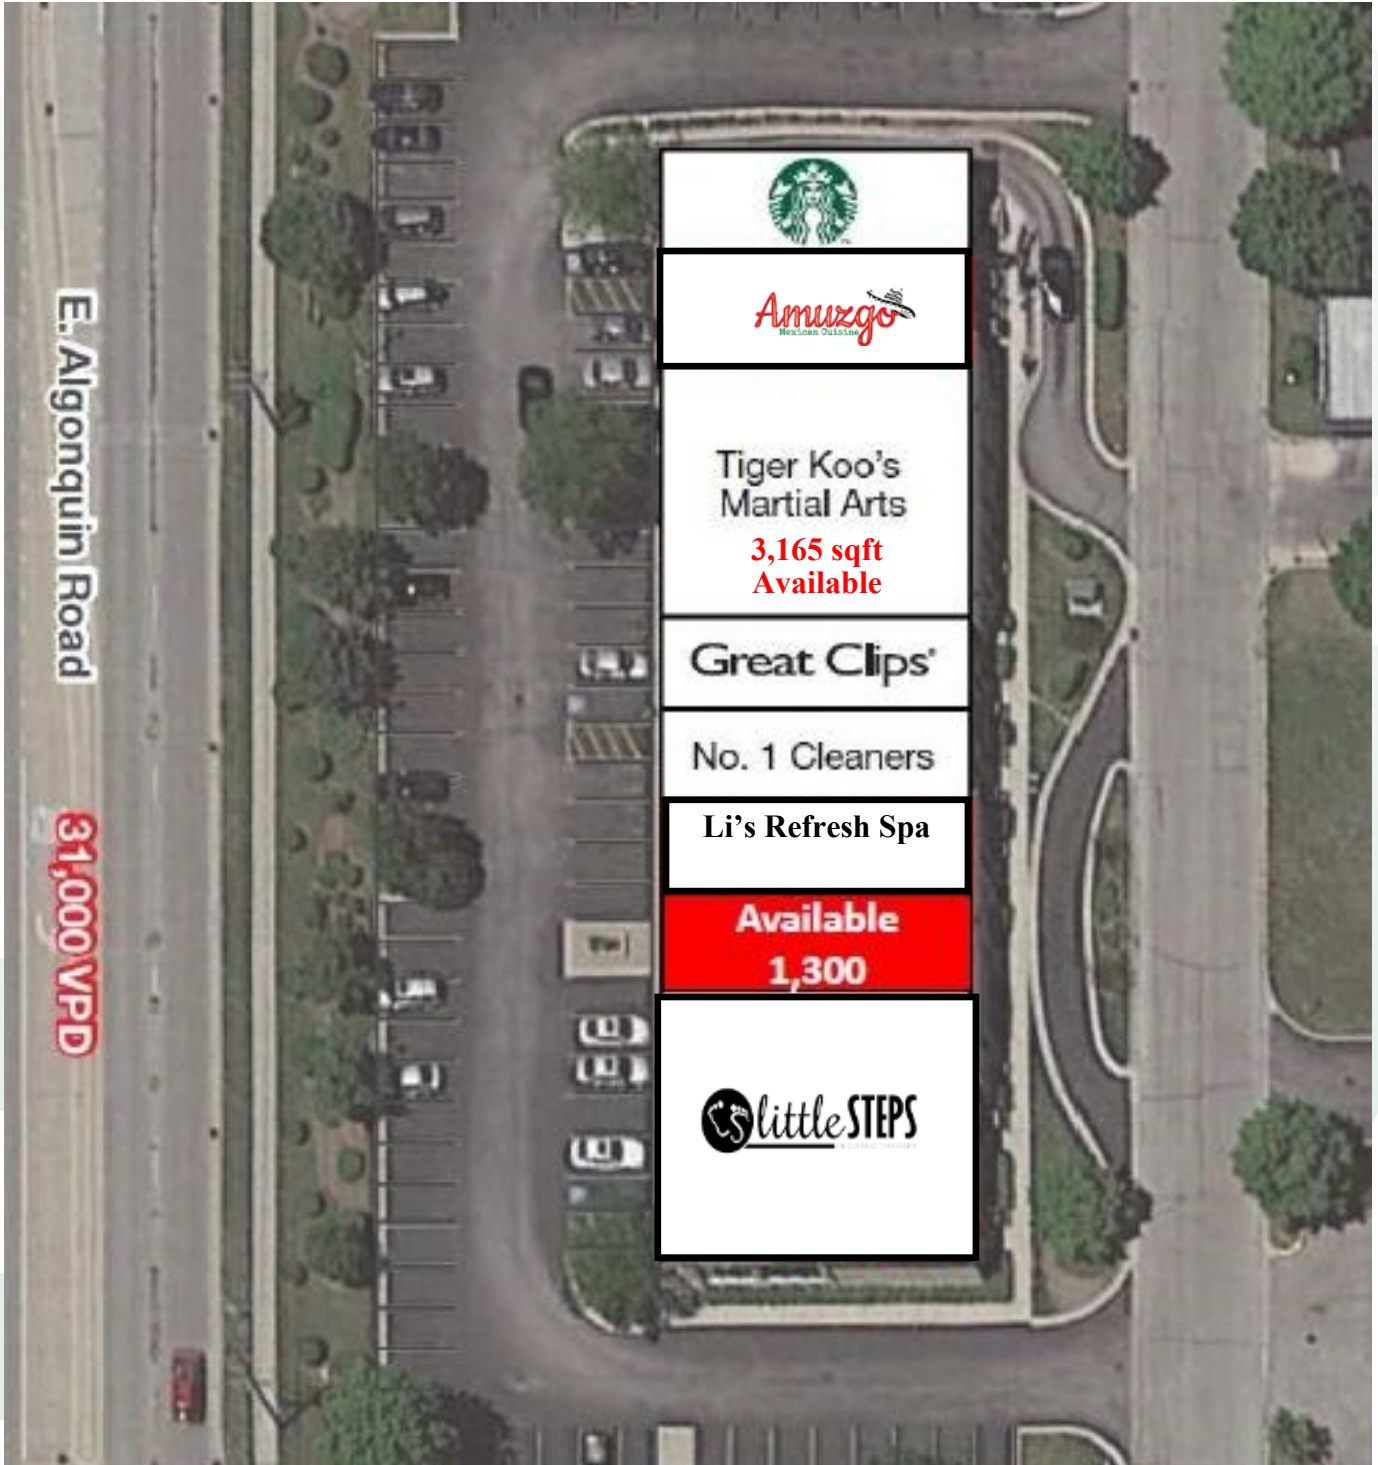 E. Algonquin Road
31,000 VPD
Amuzgo
Mexican Cuisine
Tiger Koo's
Martial Arts
3,165 sqft
Available
Great Clips®
No. 1 Cleaners
Li's Refresh Spa
Available
1,300
little STEPS